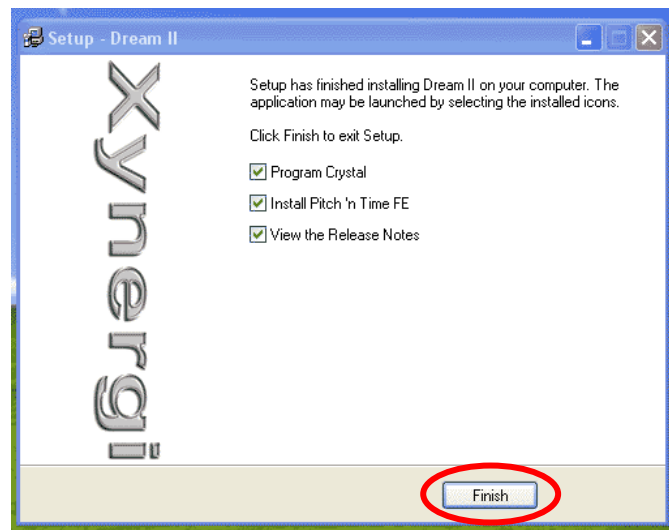 Setup - Dream II
Xynergi
Setup has finished installing Dream II on your computer. The
application may be launched by selecting the installed icons.
Click Finish to exit Setup.
Program Crystal
Install Pitch 'n Time FE
View the Release Notes
Finish